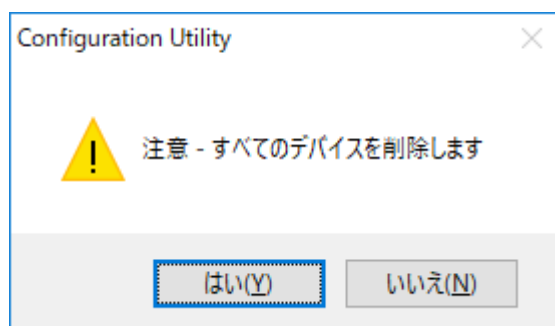 Configuration Utility
注意 - すべてのデバイスを削除します
はい(Y)
いいえ(N)